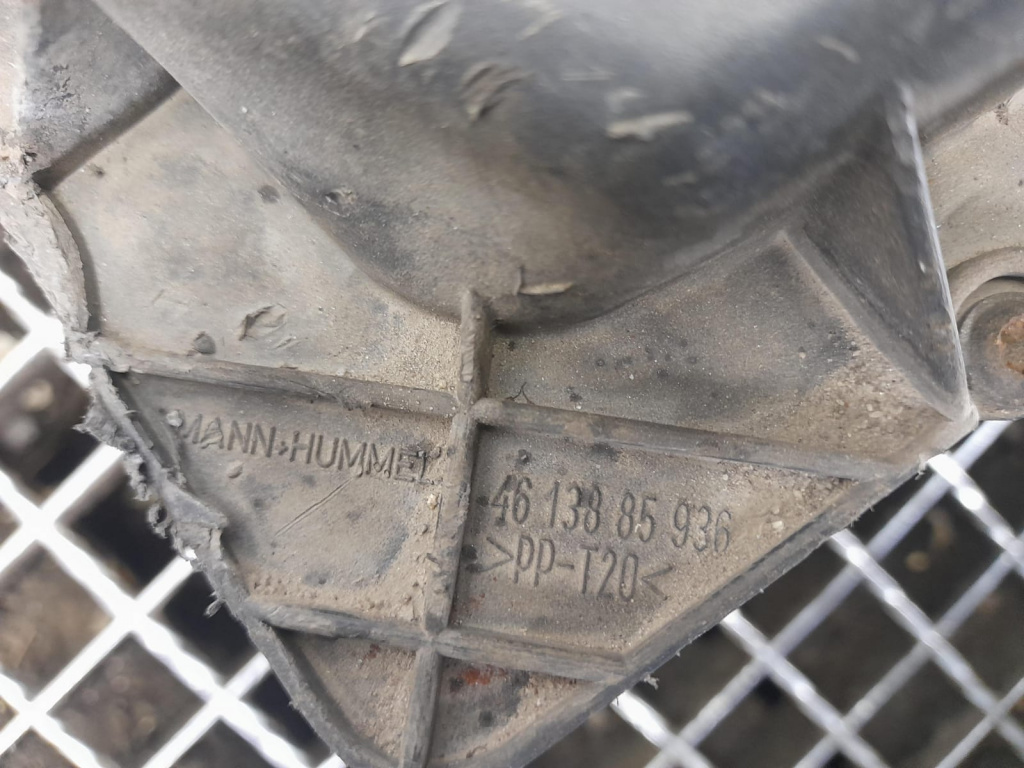 MANN+HUMMEL
46 138 85 936
>PP-T20<